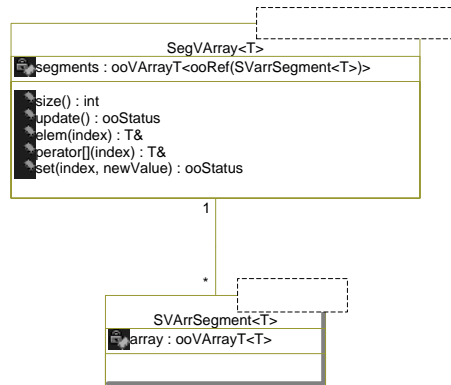 SegVArray<T>
segments : ooVArrayT<ooRef(SVarrSegment<T>)>
size() : int
update() : ooStatus
elem(index) : T&
perator[](index) : T&
set(index, newValue) : ooStatus
1
*
SVArrSegment<T>
array : ooVArrayT<T>